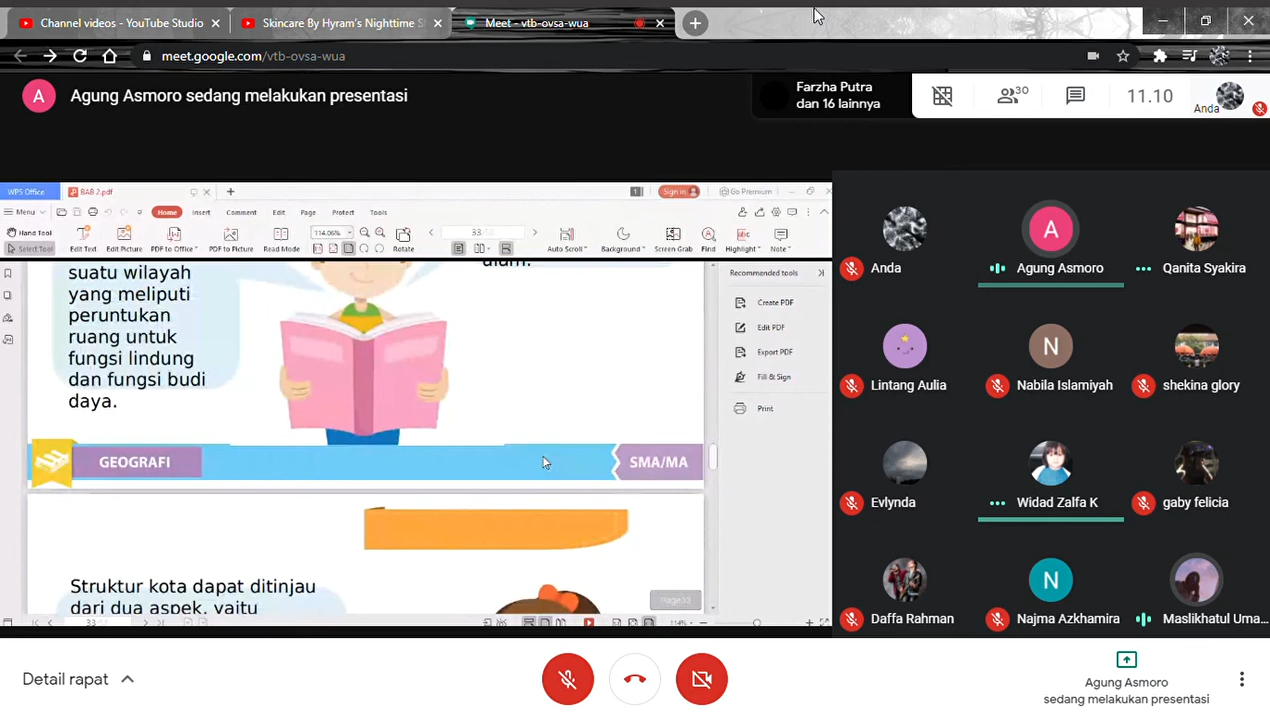 Channel videos - YouTube Studio
Skincare By Hyram's Nighttime S
Meet - vtb-ovsa-wua
meet.google.com/vtb-ovsa-wua
A
Agung Asmoro sedang melakukan presentasi
Farzha Putra
dan 16 lainnya
30
11.10
Anda
WPS Office
BAB 2.pdf
Sign in
Go Premium
Menu
Home
Insert
Comment
Edit
Page
Protect
Tools
Hand Tool
Select Tool
Edit Text
Edit Picture
PDF to Office
PDF to Picture
Read Mode
114.06%
Rotate
33
Auto Scroll
Background
Screen Grab
Find
Highlight
Note
suatu wilayah
yang meliputi
peruntukan
ruang untuk
fungsi lindung
dan fungsi budi
daya.
alam.
GEOGRAFI
SMA/MA
Struktur kota dapat ditinjau
dari dua aspek, yaitu
Page33
Recommended tools
Create PDF
Edit PDF
Export PDF
Fill & Sign
Print
33
114%
Anda
A
Agung Asmoro
Qanita Syakira
Lintang Aulia
N
Nabila Islamiyah
shekina glory
Evlynda
Widad Zalfa K
gaby felicia
Daffa Rahman
N
Najma Azkhamira
Maslikhatul Uma...
Detail rapat
Agung Asmoro
sedang melakukan presentasi